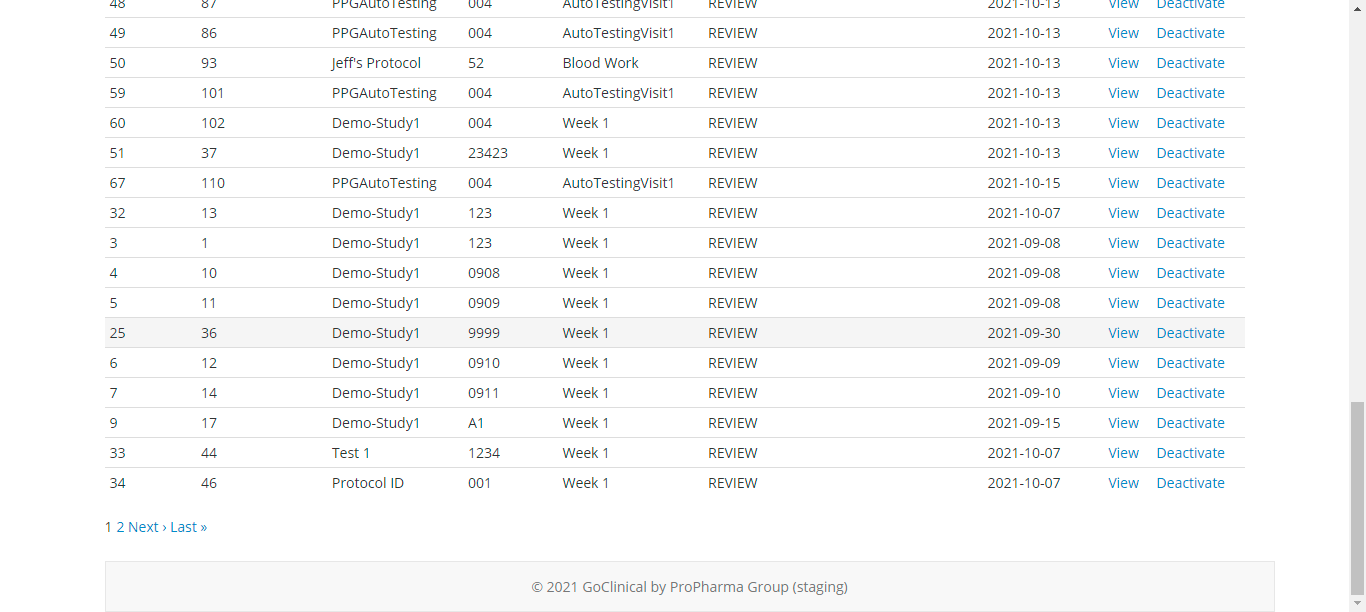 48 87 PPGAutoTesting 004 AutoTestingVisit1 REVIEW 2021-10-13 View Deactivate
49 86 PPGAutoTesting 004 AutoTestingVisit1 REVIEW 2021-10-13 View Deactivate
50 93 Jeff's Protocol 52 Blood Work REVIEW 2021-10-13 View Deactivate
59 101 PPGAutoTesting 004 AutoTestingVisit1 REVIEW 2021-10-13 View Deactivate
60 102 Demo-Study1 004 Week 1 REVIEW 2021-10-13 View Deactivate
51 37 Demo-Study1 23423 Week 1 REVIEW 2021-10-13 View Deactivate
67 110 PPGAutoTesting 004 AutoTestingVisit1 REVIEW 2021-10-15 View Deactivate
32 13 Demo-Study1 123 Week 1 REVIEW 2021-10-07 View Deactivate
3 1 Demo-Study1 123 Week 1 REVIEW 2021-09-08 View Deactivate
4 10 Demo-Study1 0908 Week 1 REVIEW 2021-09-08 View Deactivate
5 11 Demo-Study1 0909 Week 1 REVIEW 2021-09-08 View Deactivate
25 36 Demo-Study1 9999 Week 1 REVIEW 2021-09-30 View Deactivate
6 12 Demo-Study1 0910 Week 1 REVIEW 2021-09-09 View Deactivate
7 14 Demo-Study1 0911 Week 1 REVIEW 2021-09-10 View Deactivate
9 17 Demo-Study1 A1 Week 1 REVIEW 2021-09-15 View Deactivate
33 44 Test 1 1234 Week 1 REVIEW 2021-10-07 View Deactivate
34 46 Protocol ID 001 Week 1 REVIEW 2021-10-07 View Deactivate
1 2 Next › Last »
© 2021 GoClinical by ProPharma Group (staging)